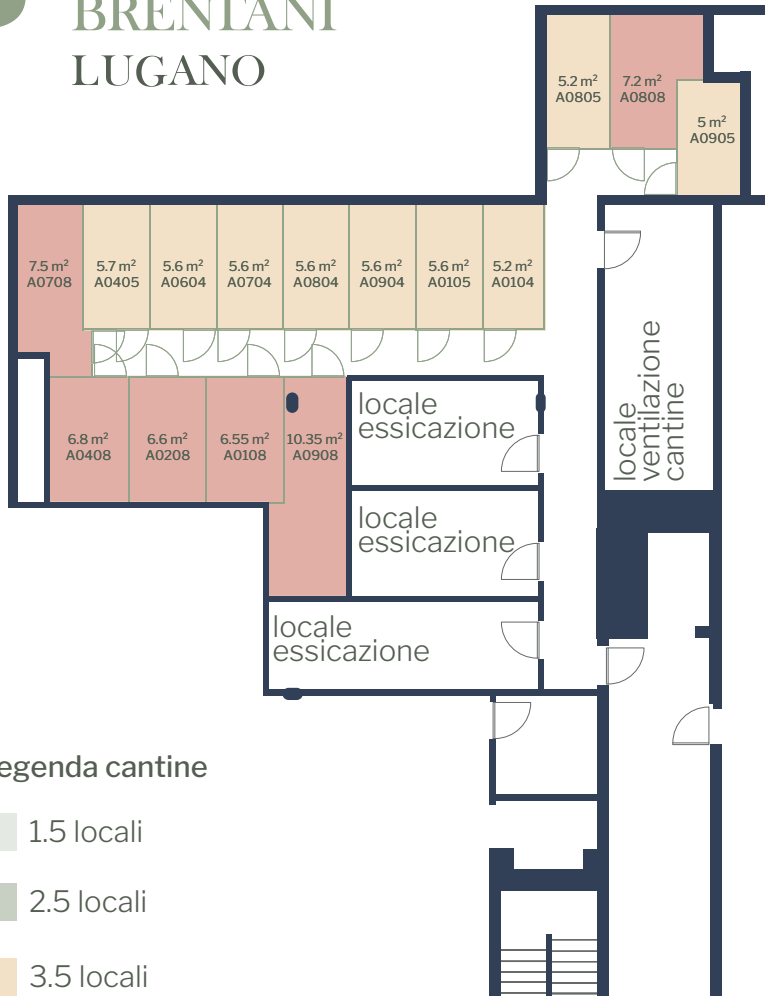 BRENTANI
LUGANO
5.2 m²
A0805
7.2 m²
A0808
5 m²
A0905
7.5 m²
A0708
5.7 m²
A0405
5.6 m²
A0604
5.6 m²
A0704
5.6 m²
A0804
5.6 m²
A0904
5.6 m²
A0105
5.2 m²
A0104
6.8 m²
A0408
6.6 m²
A0208
6.55 m²
A0108
10.35 m²
A0908
locale
essicazione
locale
essicazione
locale
essicazione
locale
ventilazione
cantine
egenda cantine
1.5 locali
2.5 locali
3.5 locali